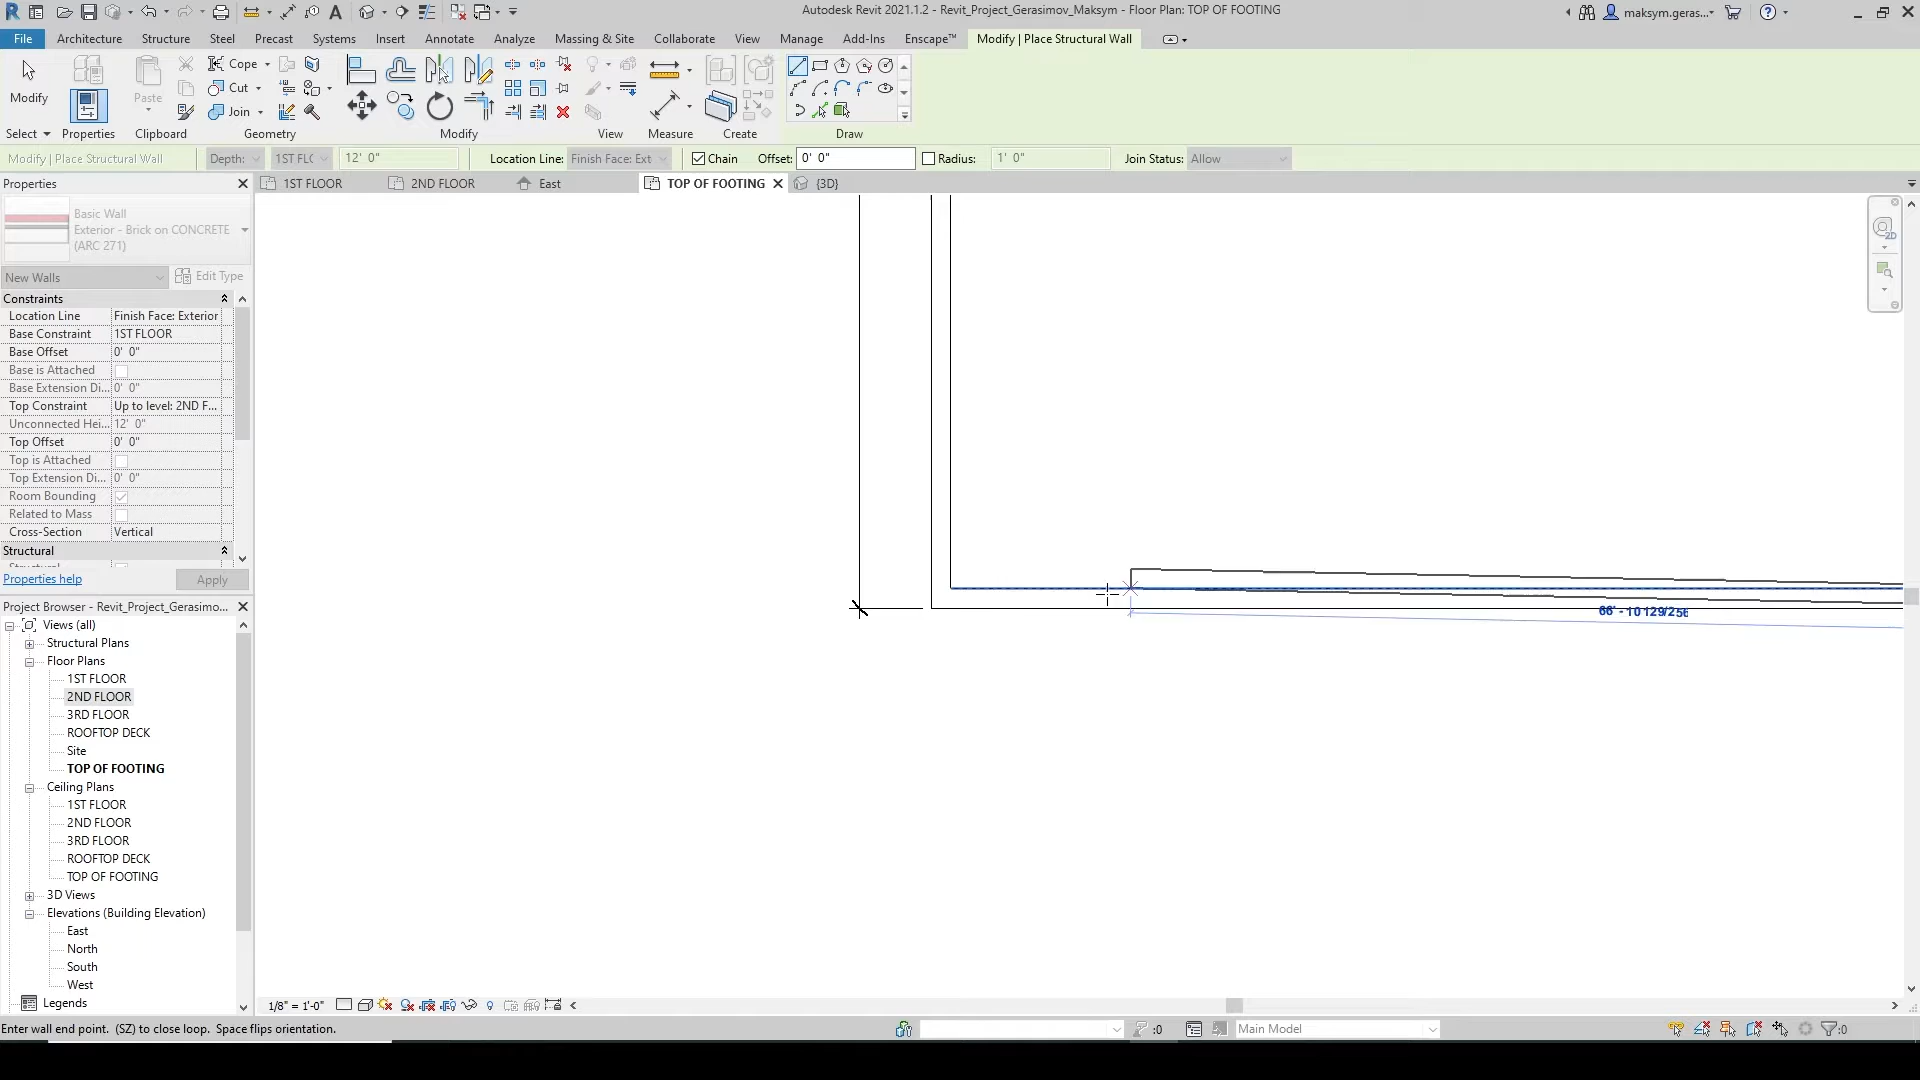 Autodesk Revit 2021.1.2 - Revit_Project_Gerasimov_Maksym - Floor Plan: TOP OF FOOTING
maksym.geras...
File Architecture Structure Steel Precast Systems Insert Annotate Analyze Massing & Site Collaborate View Manage Add-Ins Enscape™ Modify | Place Structural Wall
Modify
Paste
Cope
Cut
Join
Select Properties Clipboard Geometry Modify View Measure Create Draw
Modify | Place Structural Wall Depth: 1ST FLC 12' 0" Location Line: Finish Face: Ext Chain Offset: 0' 0" Radius: 1' 0" Join Status: Allow
Properties
1ST FLOOR 2ND FLOOR East TOP OF FOOTING {3D}
Basic Wall
Exterior - Brick on CONCRETE
(ARC 271)
New Walls Edit Type
Constraints
Location Line Finish Face: Exterior
Base Constraint 1ST FLOOR
Base Offset 0' 0"
Base is Attached
Base Extension Di... 0' 0"
Top Constraint Up to level: 2ND F...
Unconnected Hei... 12' 0"
Top Offset 0' 0"
Top is Attached
Top Extension Di... 0' 0"
Room Bounding
Related to Mass
Cross-Section Vertical
Structural
Properties help Apply
Project Browser - Revit_Project_Gerasimo...
Views (all)
Structural Plans
Floor Plans
1ST FLOOR
2ND FLOOR
3RD FLOOR
ROOFTOP DECK
Site
TOP OF FOOTING
Ceiling Plans
1ST FLOOR
2ND FLOOR
3RD FLOOR
ROOFTOP DECK
TOP OF FOOTING
3D Views
Elevations (Building Elevation)
East
North
South
West
Legends
66' - 10 129/256
2D
1/8" = 1'-0"
Enter wall end point. (SZ) to close loop. Space flips orientation.
:0
Main Model
:0